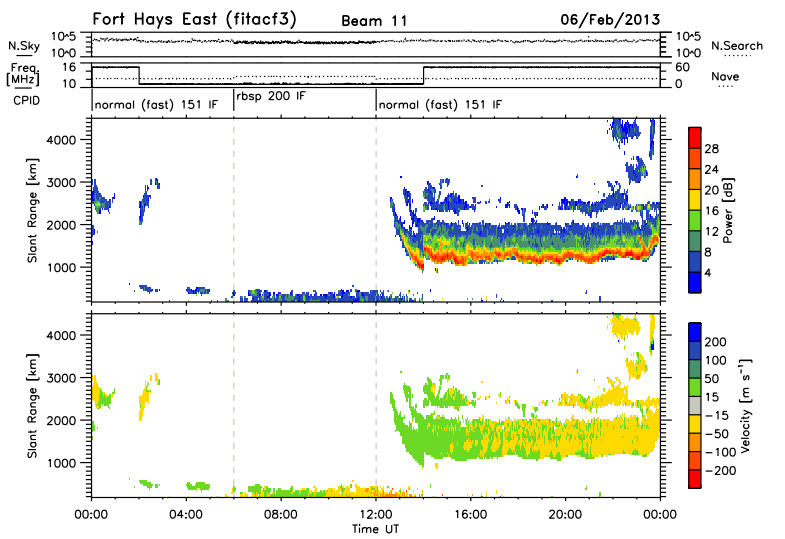 Fort Hays East (fitacf3) Beam 11 06/Feb/2013
N.Sky 10^5 10^5 N.Search
10^0 10^0
Freq. 16 60 Nave
[MHz] 10 0
CPID normal (fast) 151 IF rbsp 200 IF normal (fast) 151 IF
Slant Range [km]
4000
3000
2000
1000
Power [dB]
28
24
20
16
12
8
4
Slant Range [km]
4000
3000
2000
1000
Velocity [m s⁻¹]
200
100
50
15
−15
−50
−100
−200
00:00 04:00 08:00 12:00 16:00 20:00 00:00
Time UT